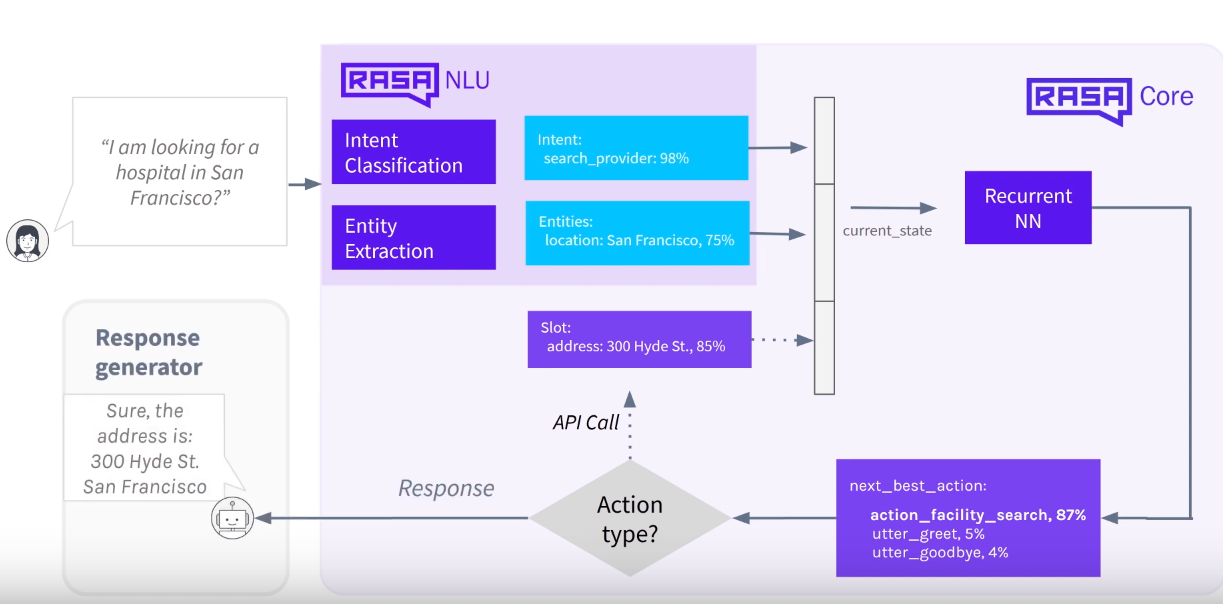 RASA NLU
RASA Core
“I am looking for a
hospital in San
Francisco?”
Intent
Classification
Intent:
search_provider: 98%
Entity
Extraction
Entities:
location: San Francisco, 75%
current_state
Recurrent
NN
Slot:
address: 300 Hyde St., 85%
API Call
Response
generator
Sure, the
address is:
300 Hyde St.
San Francisco
Response
Action
type?
next_best_action:
action_facility_search, 87%
utter_greet, 5%
utter_goodbye, 4%